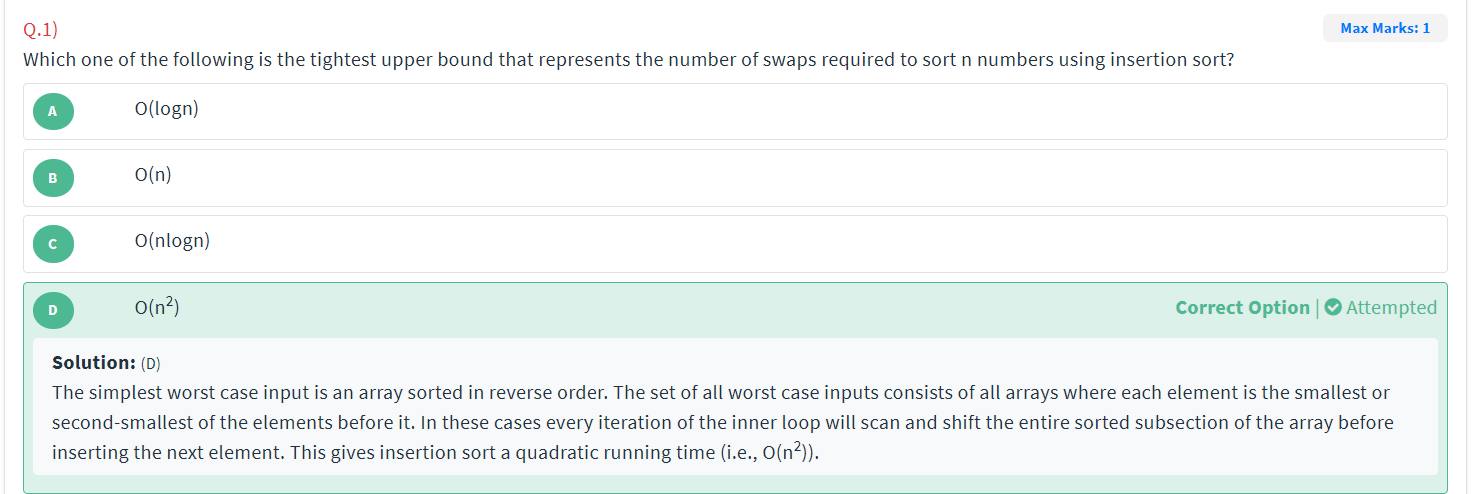 Q.1)
Max Marks: 1
Which one of the following is the tightest upper bound that represents the number of swaps required to sort n numbers using insertion sort?
A O(logn)
B O(n)
C O(nlogn)
D O(n²) Correct Option | Attempted
Solution: (D)
The simplest worst case input is an array sorted in reverse order. The set of all worst case inputs consists of all arrays where each element is the smallest or
second-smallest of the elements before it. In these cases every iteration of the inner loop will scan and shift the entire sorted subsection of the array before
inserting the next element. This gives insertion sort a quadratic running time (i.e., O(n²)).